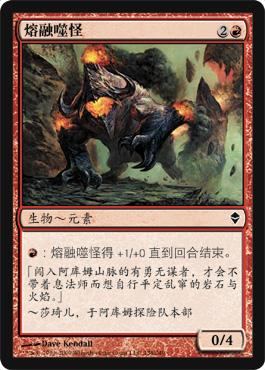 熔融噬怪 2
生物～元素
：熔融噬怪得 +1/+0 直到回合结束。
「闯入阿库姆山脉的有勇无谋者，才会不
带着息法师而想自行平定乱窜的岩石与
火焰。」
～莎琦儿，于阿库姆探险队本部
Dave Kendall
0/4